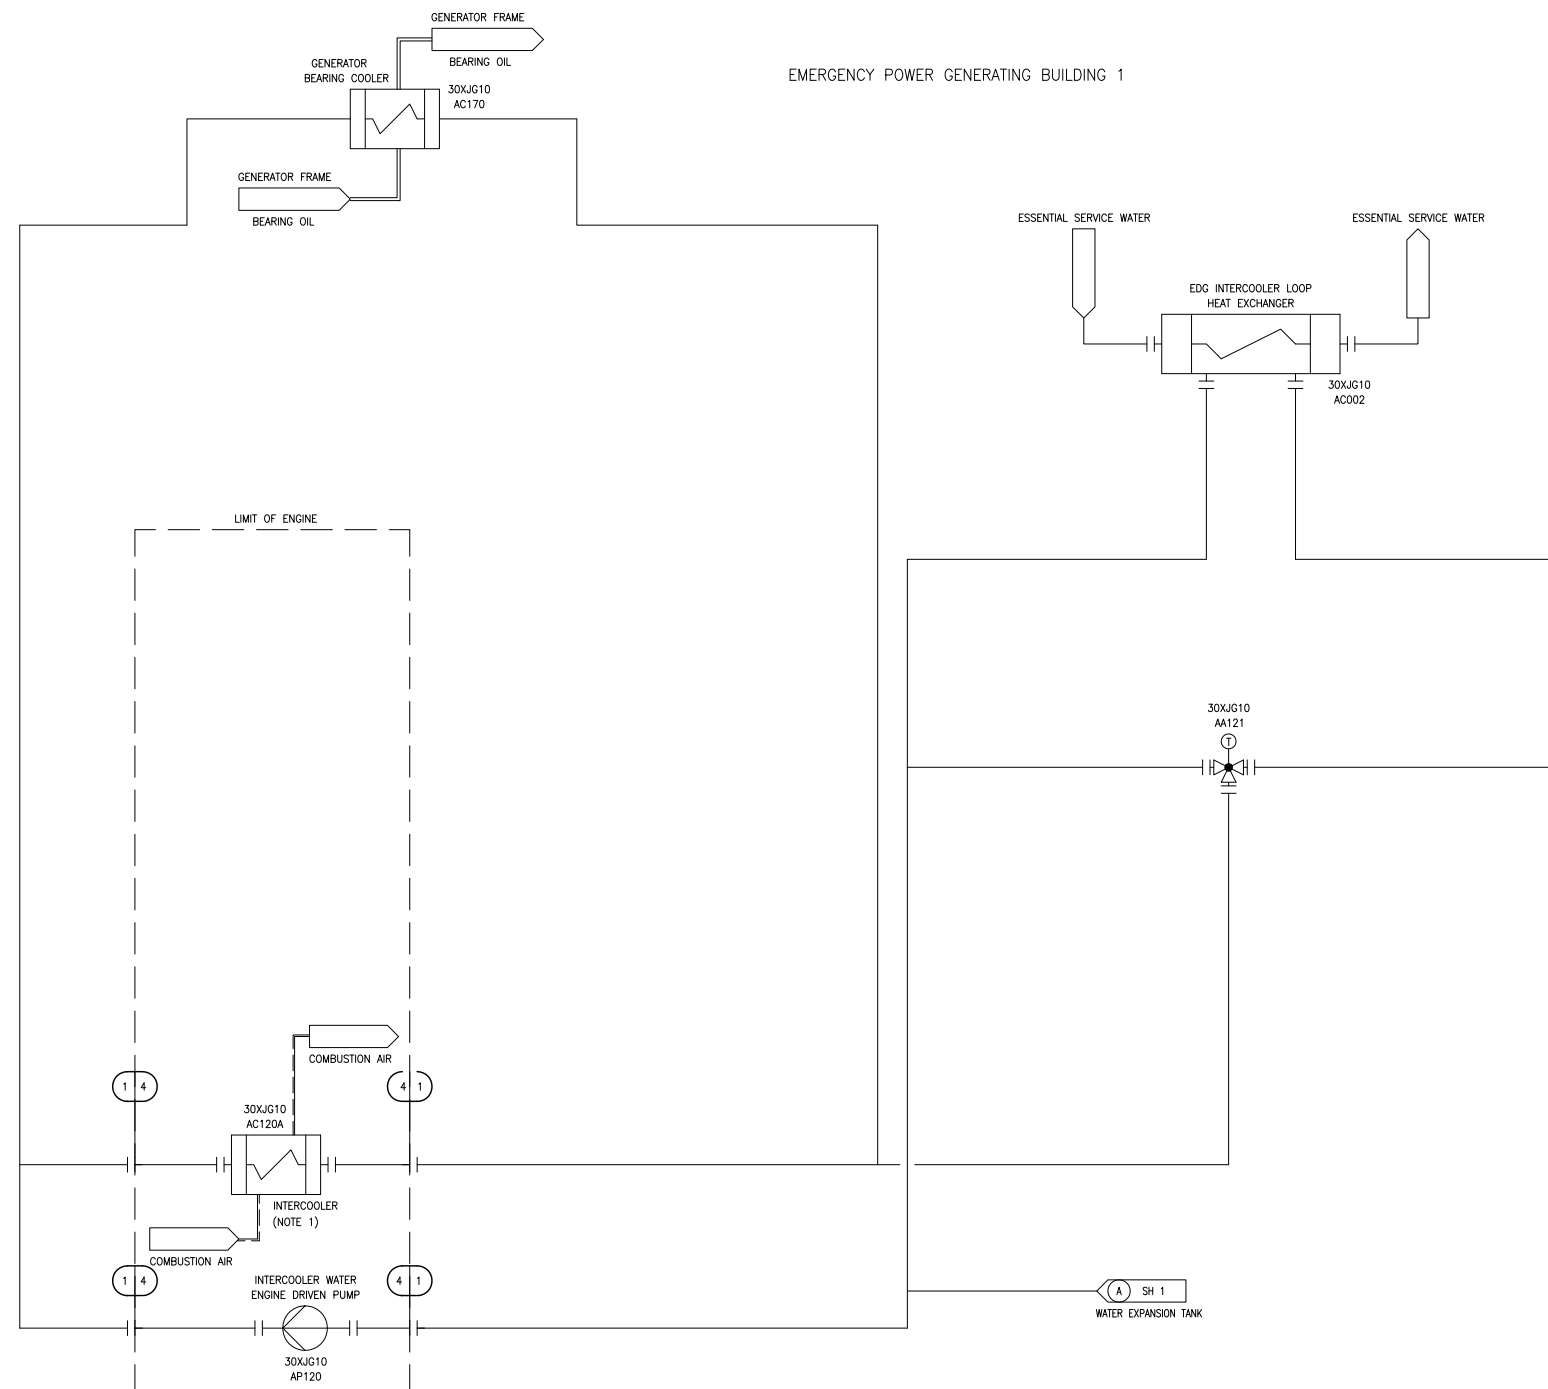 GENERATOR FRAME
BEARING OIL
GENERATOR
BEARING COOLER
30XJG10
AC170
EMERGENCY POWER GENERATING BUILDING 1
GENERATOR FRAME
BEARING OIL
ESSENTIAL SERVICE WATER
ESSENTIAL SERVICE WATER
EDG INTERCOOLER LOOP
HEAT EXCHANGER
30XJG10
AC002
LIMIT OF ENGINE
30XJG10
AA121
T
COMBUSTION AIR
1 4
4 1
30XJG10
AC120A
INTERCOOLER
(NOTE 1)
COMBUSTION AIR
1 4
4 1
INTERCOOLER WATER
ENGINE DRIVEN PUMP
30XJG10
AP120
A SH 1
WATER EXPANSION TANK